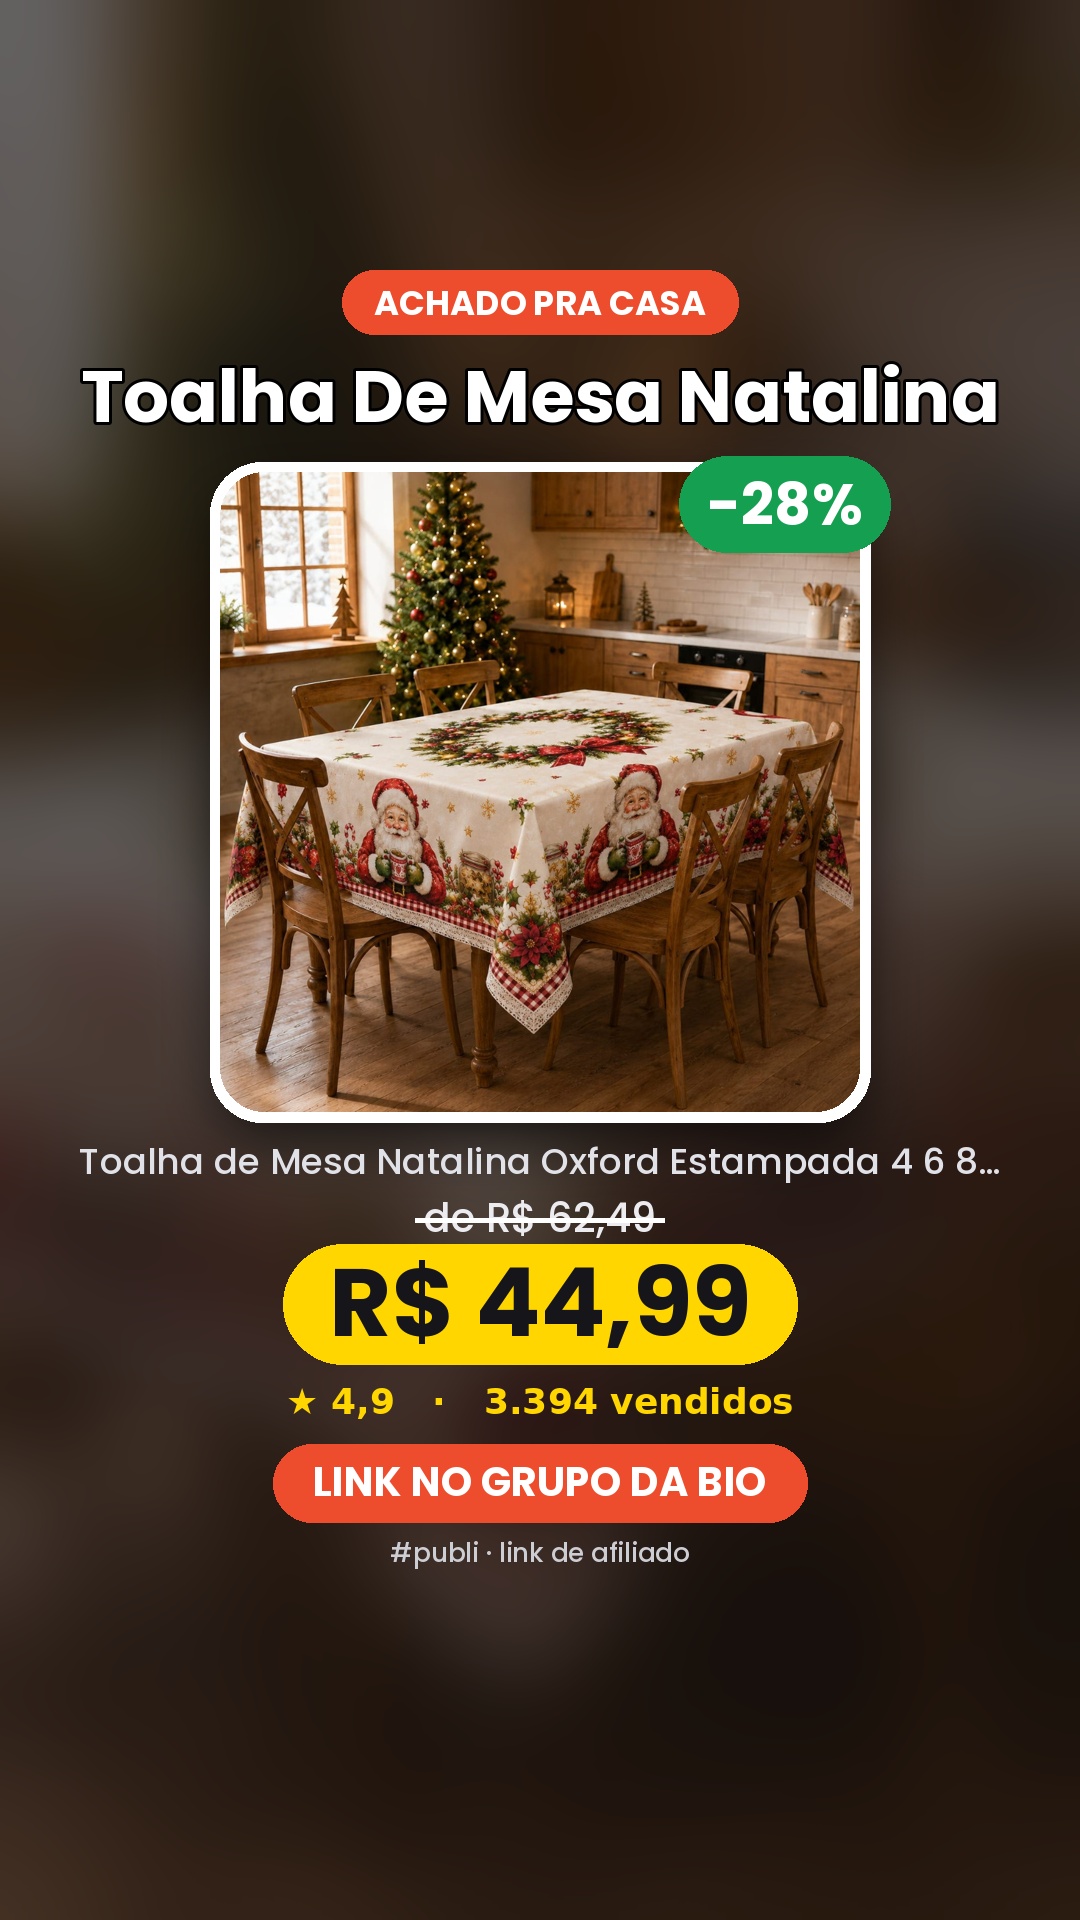 ACHADO PRA CASA
Toalha De Mesa Natalina
-28%
Toalha de Mesa Natalina Oxford Estampada 4 6 8...
de R$ 62,49
R$ 44,99
★ 4,9 · 3.394 vendidos
LINK NO GRUPO DA BIO
#publi · link de afiliado